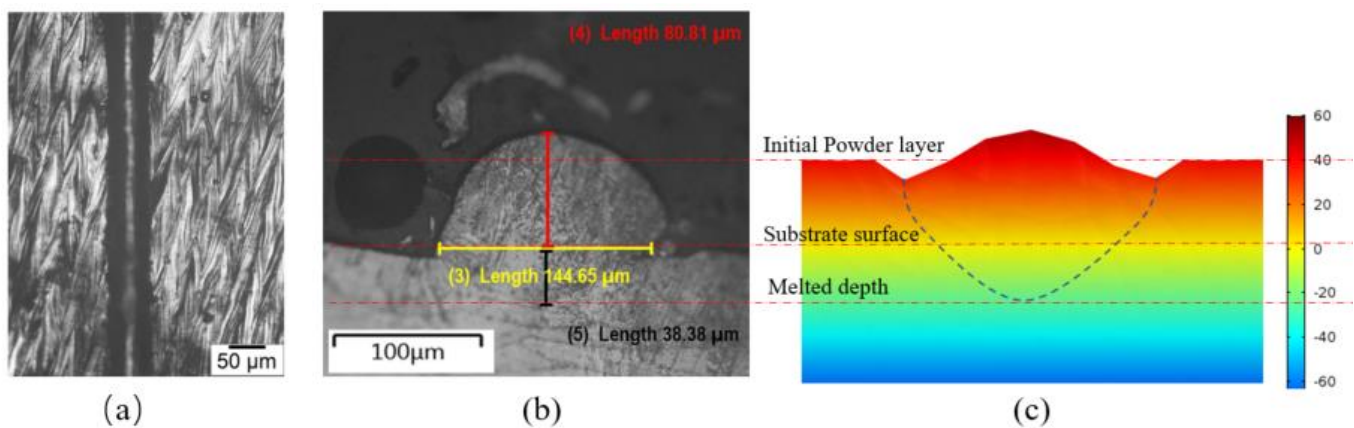 50 µm
(a)
(4) Length 80.81 µm
(3) Length 144.65 µm
(5) Length 38.38 µm
100µm
(b)
Initial Powder layer
Substrate surface
Melted depth
60
40
20
0
-20
-40
-60
(c)